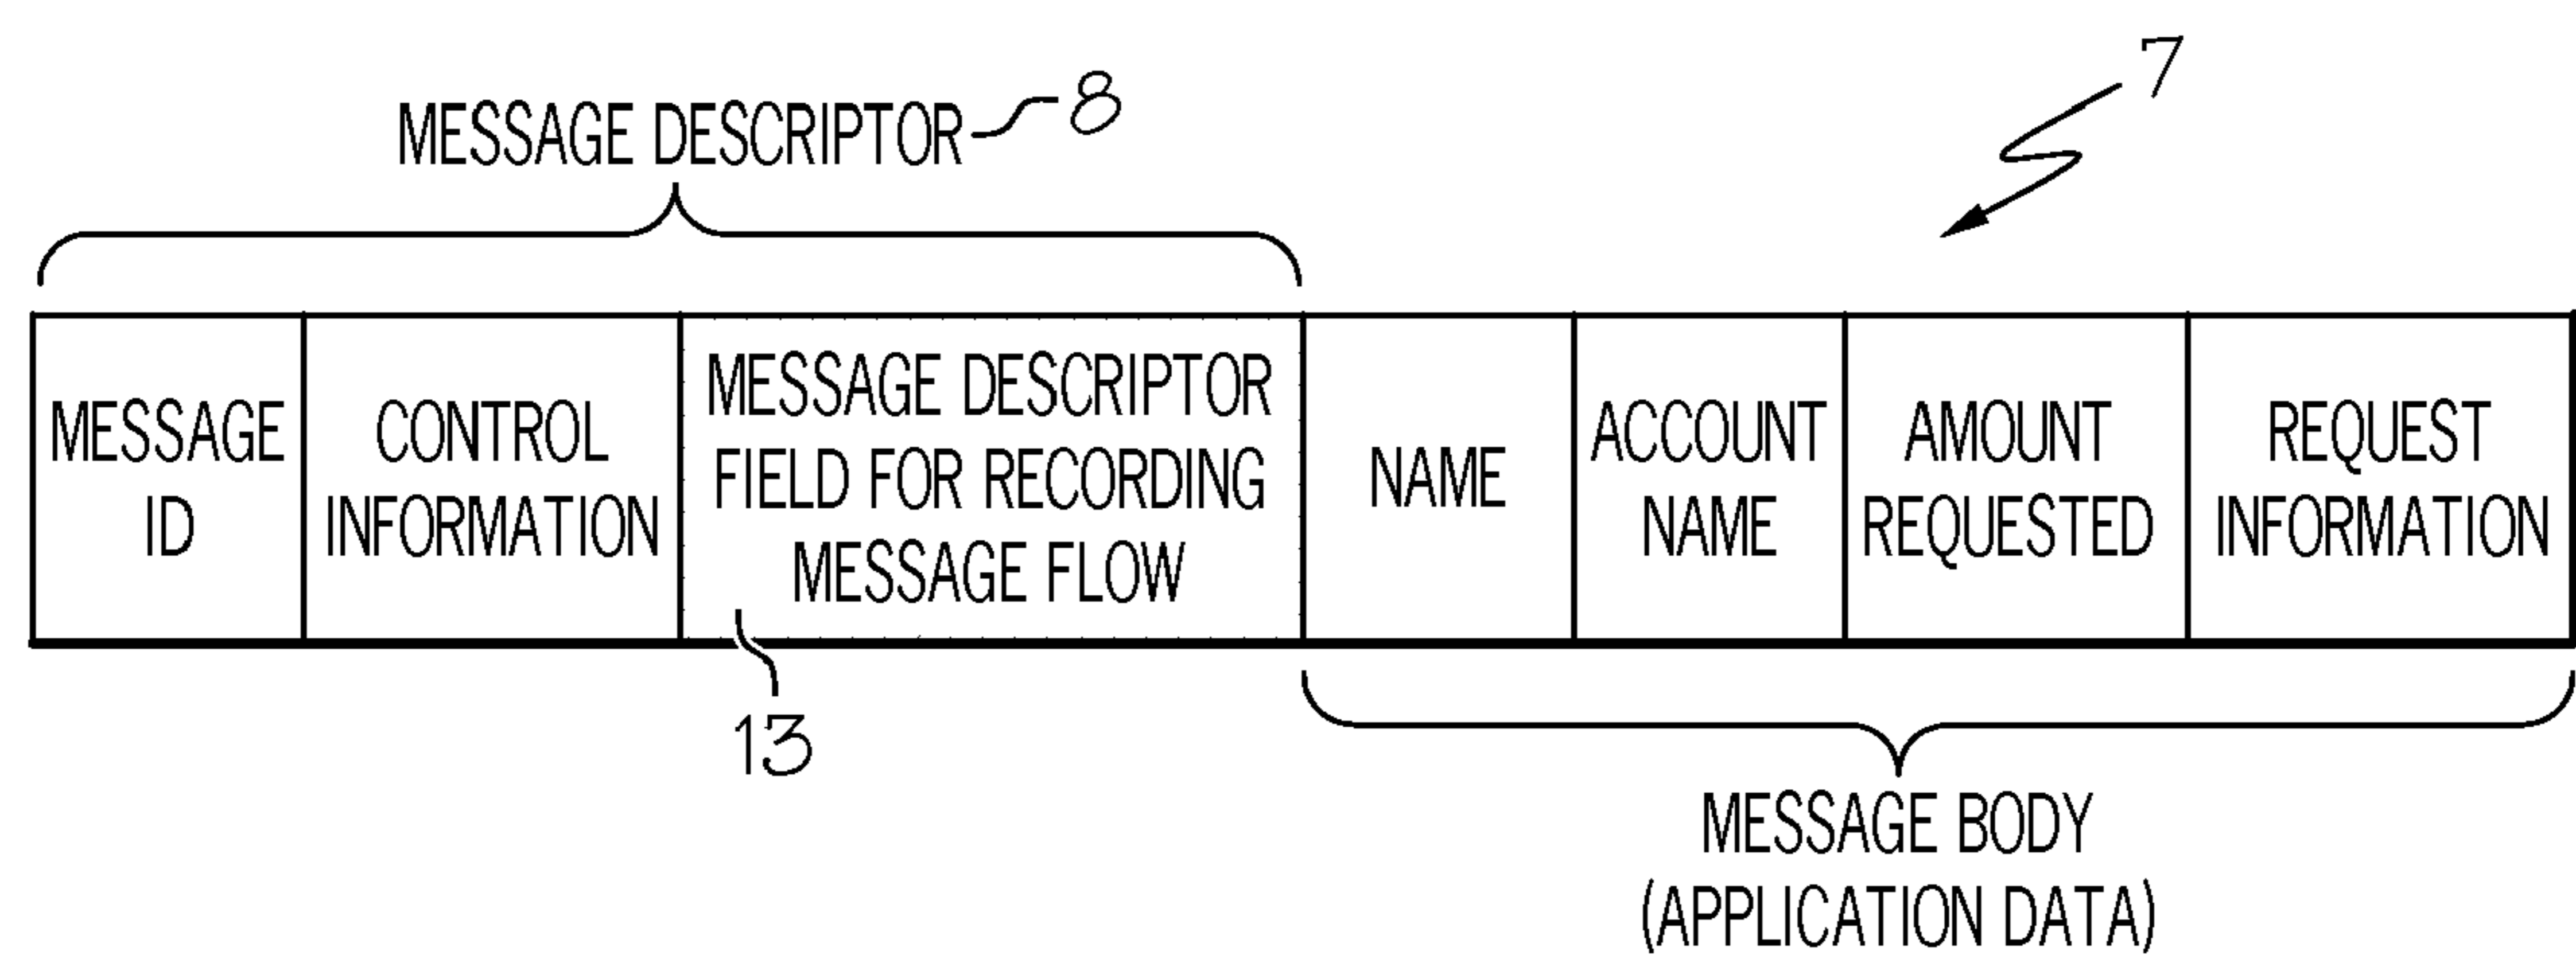 7
MESSAGE DESCRIPTOR 8
MESSAGE
ID
CONTROL
INFORMATION
MESSAGE DESCRIPTOR
FIELD FOR RECORDING
MESSAGE FLOW
NAME
ACCOUNT
NAME
AMOUNT
REQUESTED
REQUEST
INFORMATION
13
MESSAGE BODY
(APPLICATION DATA)